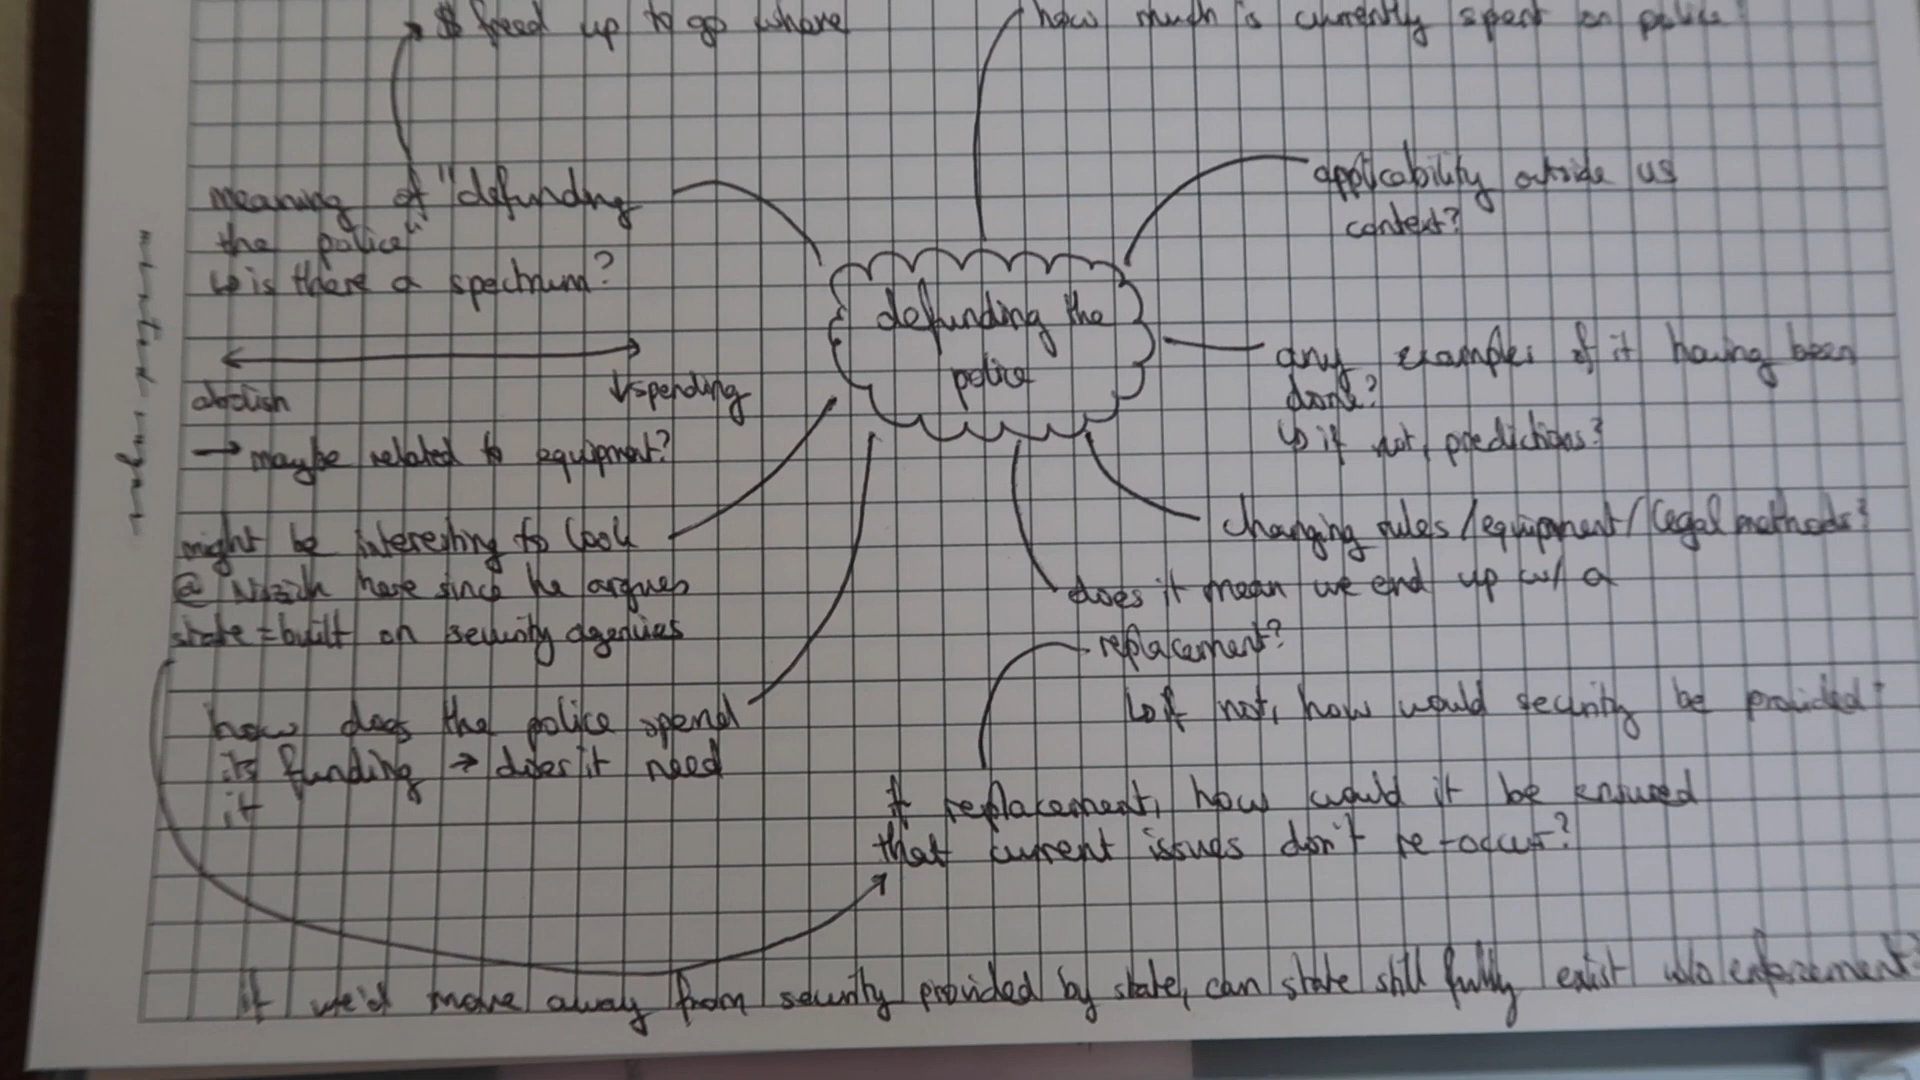 $ freed up to go where
how much is currently spent on police?
meaning of "defunding
the police"
↳ is there a spectrum?
abolish
↓spending
→ maybe related to equipment?
might be interesting to look
@ here since he argues
state = built on security agencies
how does the police spend
its funding → does it need
it
defunding the
police
applicability outside US
context?
any examples of it having been
done?
↳ if not, predictions?
changing rules / equipment / legal methods?
does it mean we end up w/ a
replacement?
↳ if not, how would security be provided?
if replacement, how would it be ensured
that current issues don't re-occur?
if we'd move away from security provided by state, can state still fully exist w/o enforcement?